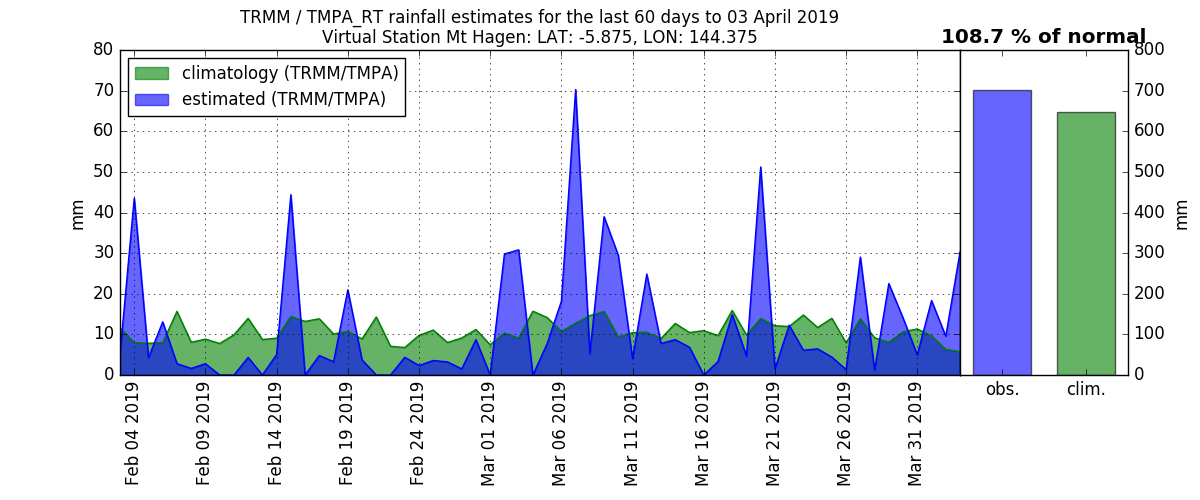 TRMM / TMPA_RT rainfall estimates for the last 60 days to 03 April 2019
Virtual Station Mt Hagen: LAT: -5.875, LON: 144.375
108.7 % of normal
climatology (TRMM/TMPA)
estimated (TRMM/TMPA)
mm
80
70
60
50
40
30
20
10
0
Feb 04 2019
Feb 09 2019
Feb 14 2019
Feb 19 2019
Feb 24 2019
Mar 01 2019
Mar 06 2019
Mar 11 2019
Mar 16 2019
Mar 21 2019
Mar 26 2019
Mar 31 2019
obs.
clim.
800
700
600
500
400
300
200
100
0
mm